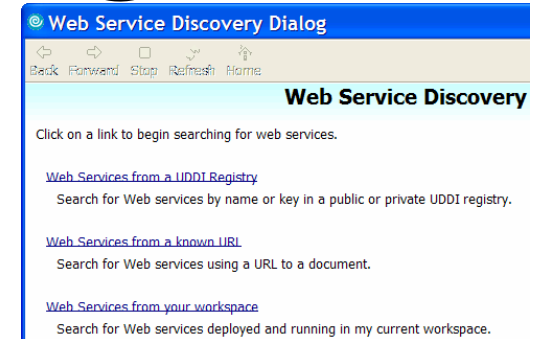 Web Service Discovery Dialog
Back Forward Stop Refresh Home
Web Service Discovery
Click on a link to begin searching for web services.
Web Services from a UDDI Registry
Search for Web services by name or key in a public or private UDDI registry.
Web Services from a known URL
Search for Web services using a URL to a document.
Web Services from your workspace
Search for Web services deployed and running in my current workspace.